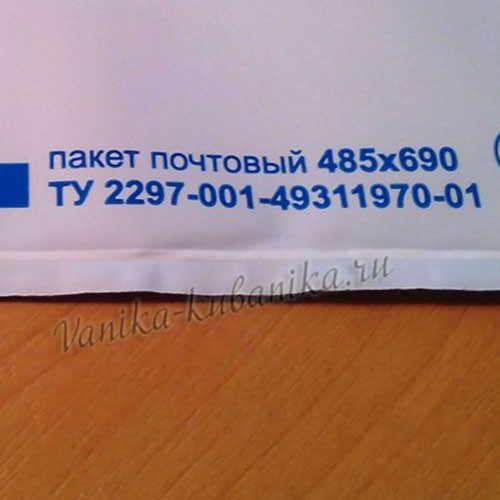 пакет почтовый 485x690
ТУ 2297-001-49311970-01
Vanika-kubanika.ru